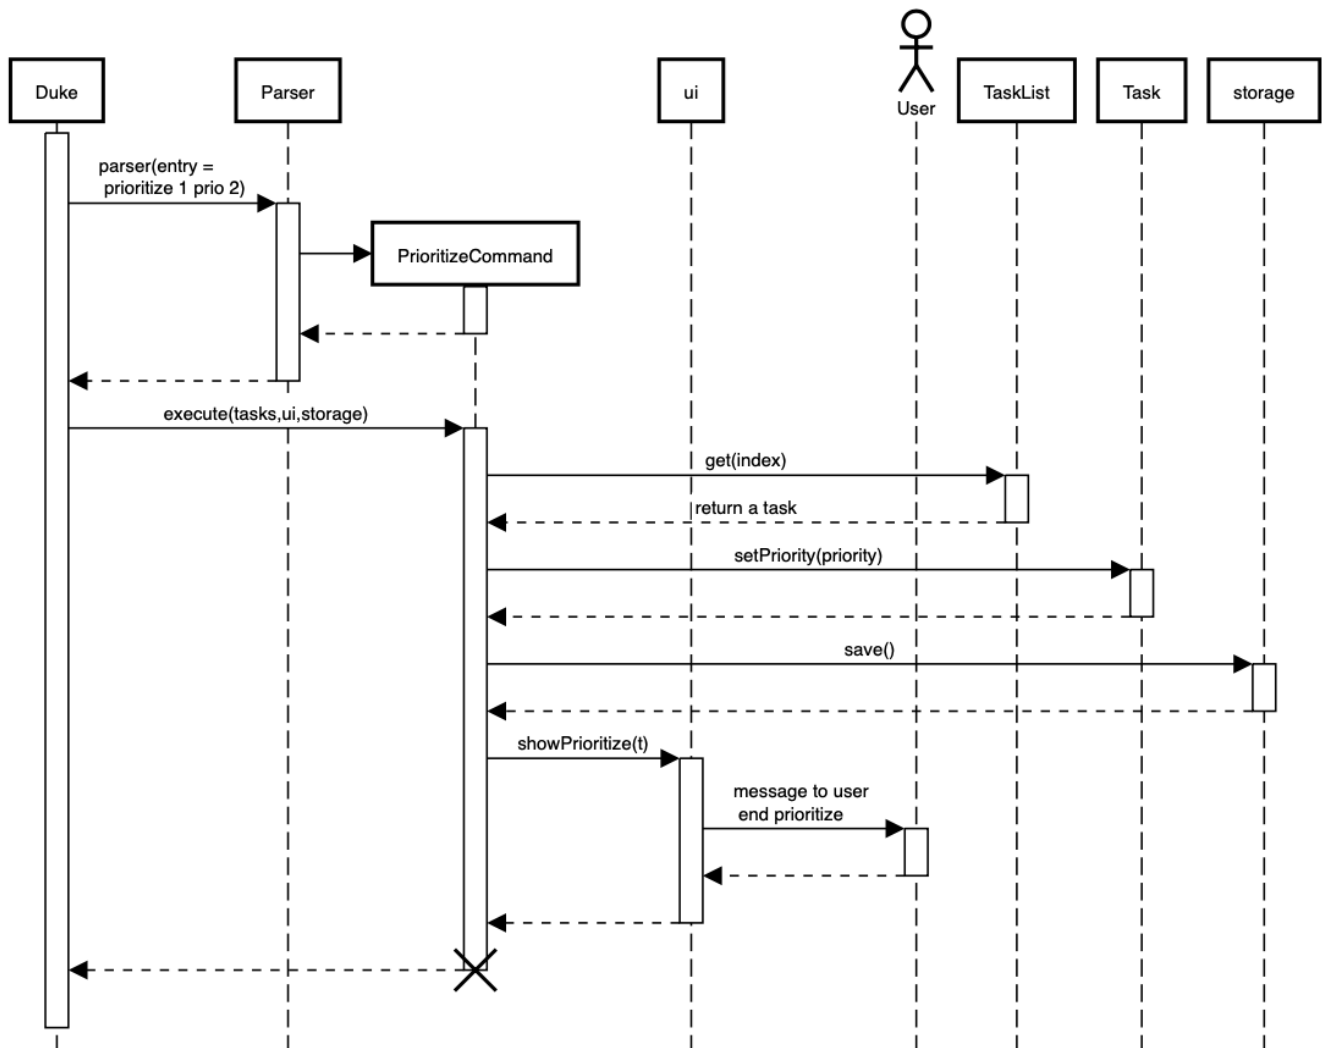 Duke
Parser
ui
User
TaskList
Task
storage
parser(entry =
prioritize 1 prio 2)
PrioritizeCommand
execute(tasks,ui,storage)
get(index)
return a task
setPriority(priority)
save()
showPrioritize(t)
message to user
end prioritize